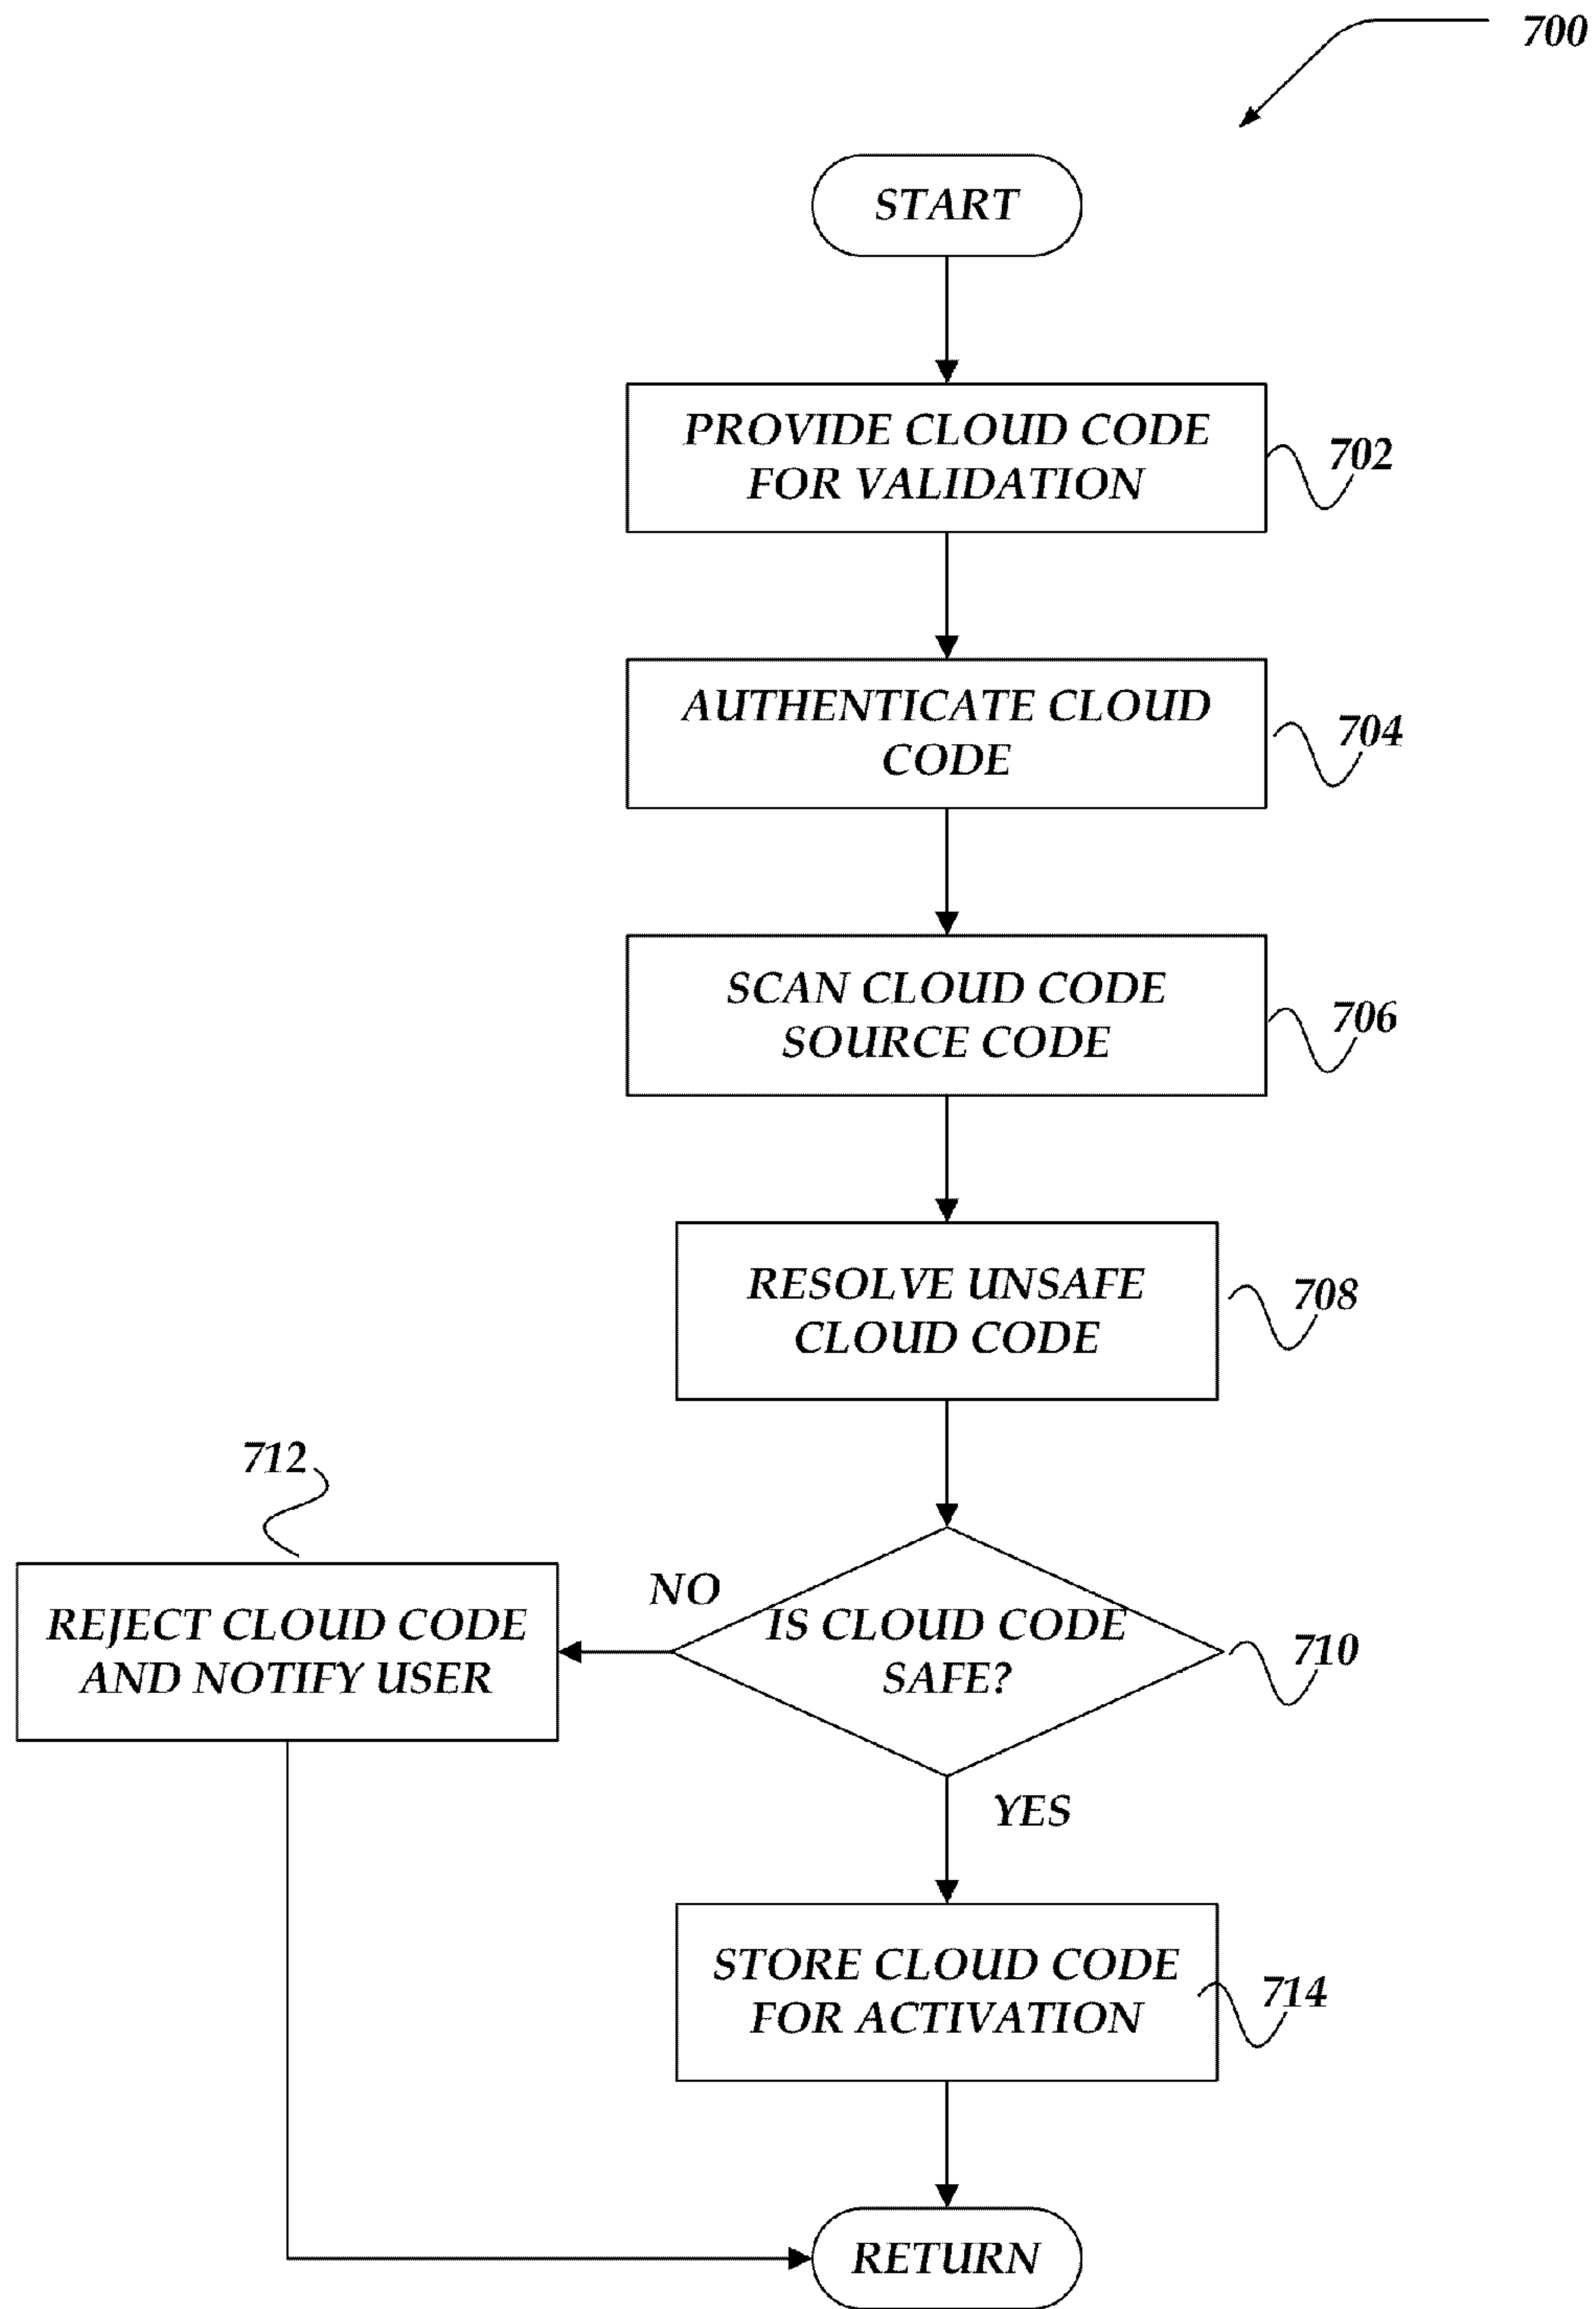 700
START
PROVIDE CLOUD CODE
FOR VALIDATION
702
AUTHENTICATE CLOUD
CODE
704
SCAN CLOUD CODE
SOURCE CODE
706
RESOLVE UNSAFE
CLOUD CODE
708
712
REJECT CLOUD CODE
AND NOTIFY USER
NO
IS CLOUD CODE
SAFE?
710
YES
STORE CLOUD CODE
FOR ACTIVATION
714
RETURN